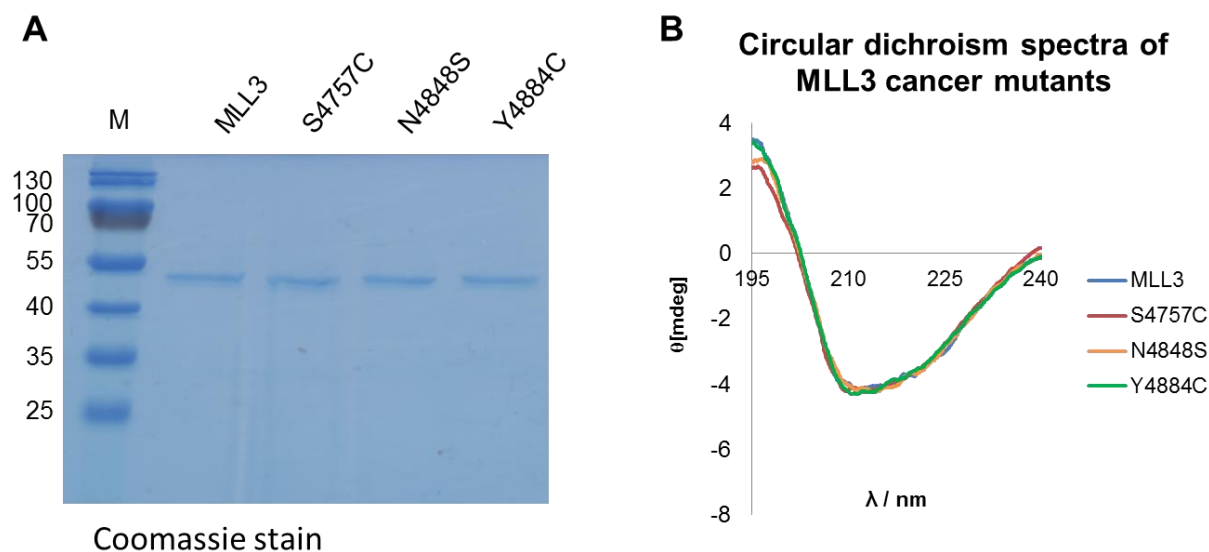 A
M
MLL3
S4757C
N4848S
Y4884C
130
100
70
55
40
35
25
Coomassie stain
B
Circular dichroism spectra of
MLL3 cancer mutants
4
2
0
-2
-4
-6
-8
195
210
225
240
θ[mdeg]
λ / nm
MLL3
S4757C
N4848S
Y4884C